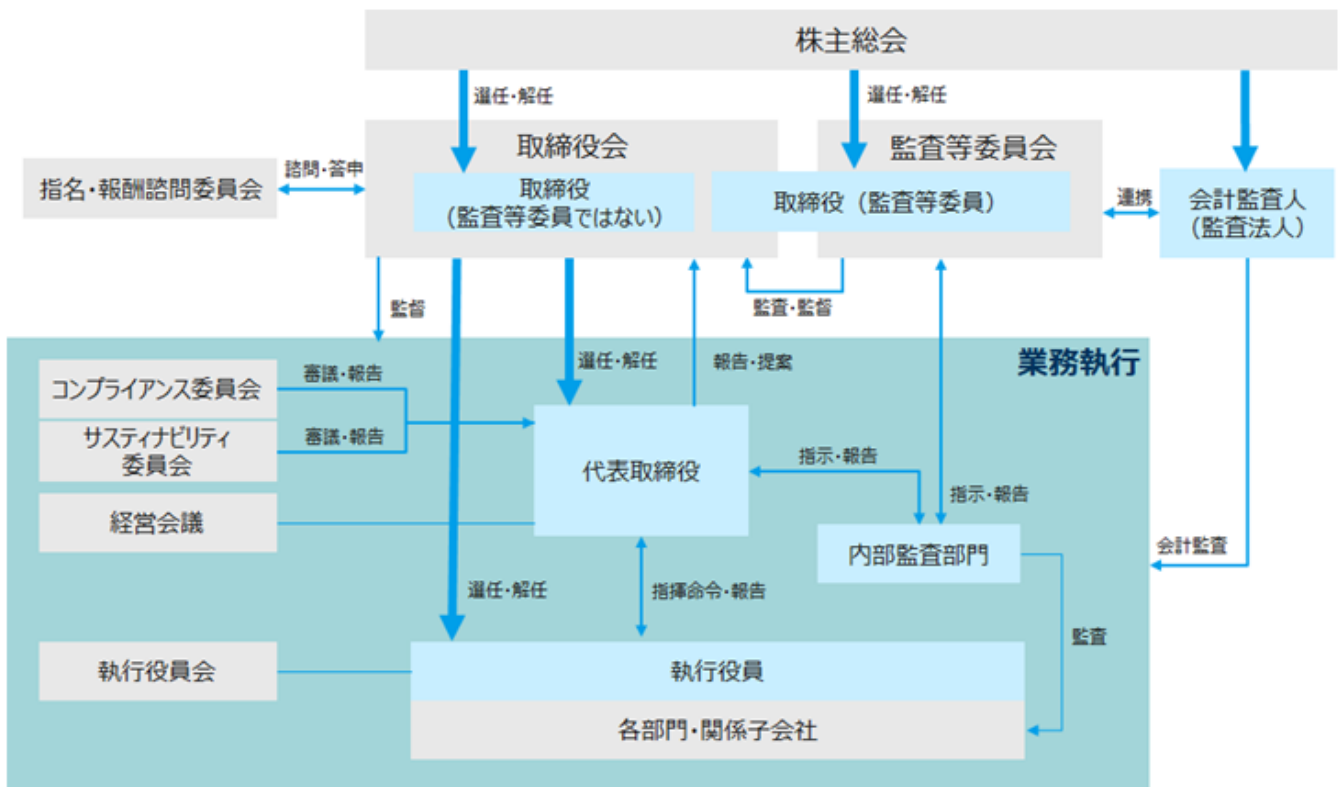 株主総会
選任・解任
選任・解任
取締役会
監査等委員会
指名・報酬諮問委員会
諮問・答申
取締役
(監査等委員ではない)
取締役（監査等委員）
連携
会計監査人
（監査法人）
監督
監査・監督
業務執行
選任・解任
報告・提案
コンプライアンス委員会
審議・報告
サスティナビリティ
委員会
審議・報告
代表取締役
指示・報告
指示・報告
経営会議
内部監査部門
会計監査
選任・解任
指揮命令・報告
監査
執行役員会
執行役員
各部門・関係子会社